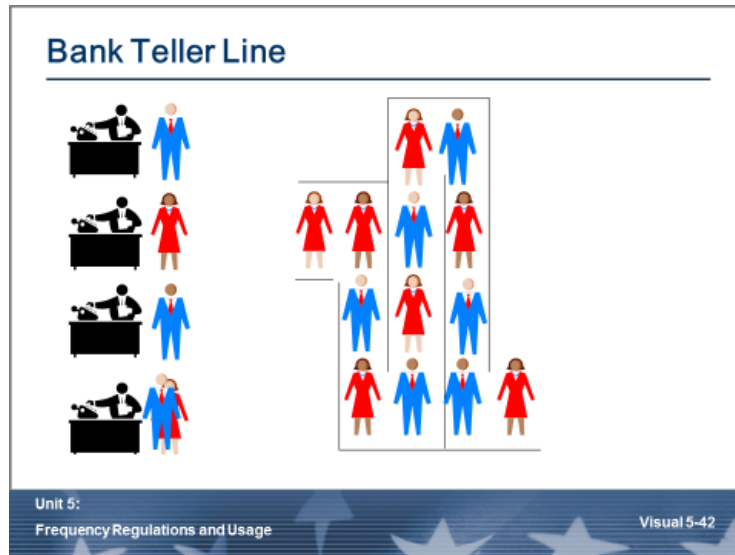 Bank Teller Line
Unit 5:
Frequency Regulations and Usage
Visual 5-42